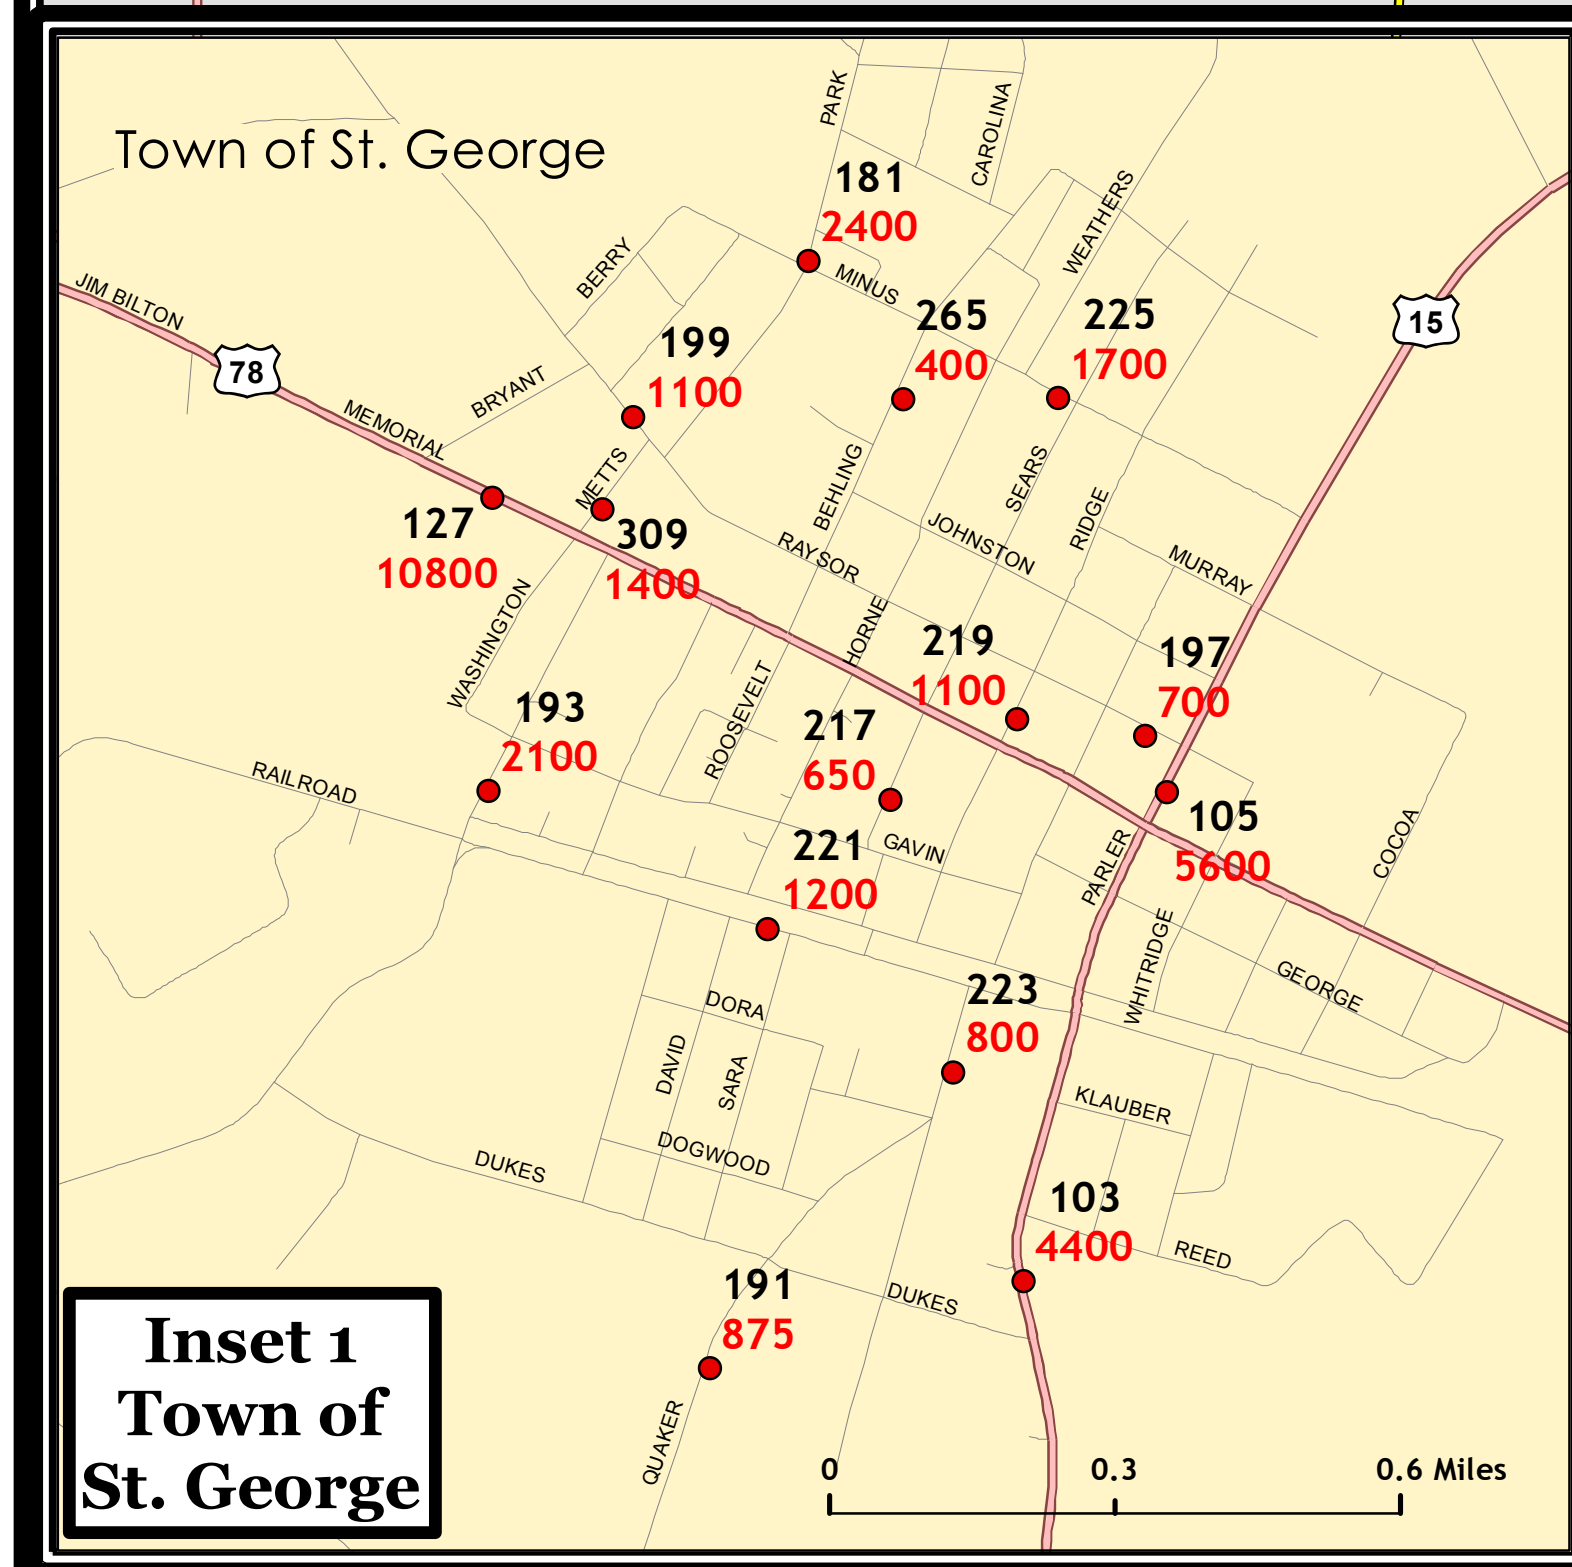 Town of St. George
PARK
CAROLINA
WEATHERS
181
2400
BERRY
MINUS
JIM BILTON
78
15
199
1100
265
400
225
1700
BRYANT
MEMORIAL
METTS
BEHLING
SEARS
RIDGE
127
10800
309
1400
RAYSOR
JOHNSTON
MURRAY
WASHINGTON
HORNE
219
1100
197
700
193
2100
ROOSEVELT
217
650
RAILROAD
105
5600
COCOA
GAVIN
PARLER
221
1200
WHITRIDGE
GEORGE
223
800
DORA
DAVID
SARA
KLAUBER
DOGWOOD
DUKES
103
4400
REED
191
875
DUKES
QUAKER
Inset 1
Town of
St. George
0 0.3 0.6 Miles